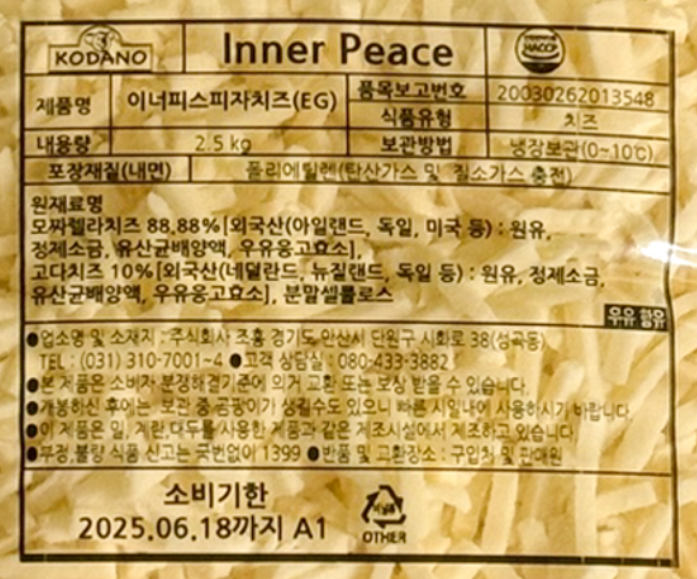 KODANO
Inner Peace
HACCP
제품명
이너피스피자치즈(EG)
품목보고번호
20030262013548
식품유형
치즈
내용량
2.5 kg
보관방법
냉장보관(0~10℃)
포장재질(내면)
폴리에틸렌(탄산가스 및 질소가스 충전)
원재료명
모짜렐라치즈 88.88%[외국산(아일랜드, 독일, 미국 등) : 원유,
정제소금, 유산균배양액, 우유응고효소],
고다치즈 10%[외국산(네덜란드, 뉴질랜드, 독일 등) : 원유, 정제소금,
유산균배양액, 우유응고효소], 분말셀룰로스
우유 함유
●업소명 및 소재지 : 주식회사 조흥 경기도 안산시 단원구 시화로 38(성곡동)
TEL : (031) 310-7001~4 ●고객 상담실 : 080-433-3882
●본 제품은 소비자 분쟁해결기준에 의거 교환 또는 보상 받을 수 있습니다.
●개봉하신 후에는 보관 중 곰팡이가 생길수도 있으니 빠른 시일내에 사용하시기 바랍니다.
●이 제품은 밀, 계란, 대두를 사용한 제품과 같은 제조시설에서 제조하고 있습니다.
●부정,불량 식품 신고는 국번없이 1399 ●반품 및 교환장소 : 구입처 및 판매원
소비기한
2025.06.18까지 A1
비닐류
OTHER